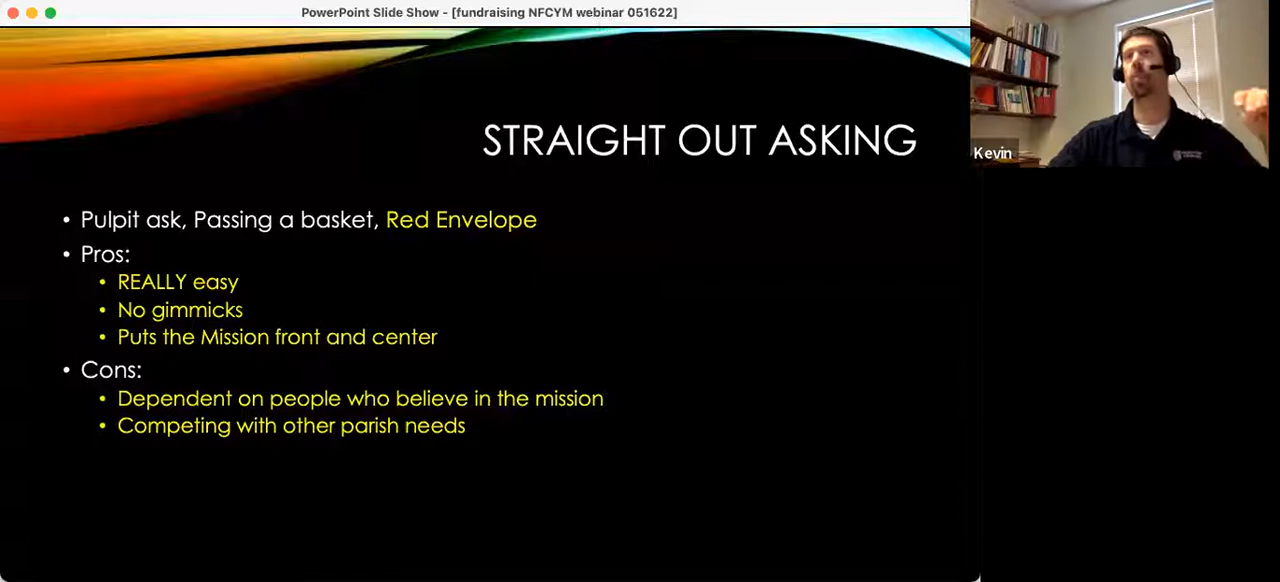 PowerPoint Slide Show - [fundraising NFCYM webinar 051622]
STRAIGHT OUT ASKING
• Pulpit ask, Passing a basket, Red Envelope
• Pros:
• REALLY easy
• No gimmicks
• Puts the Mission front and center
• Cons:
• Dependent on people who believe in the mission
• Competing with other parish needs
Kevin